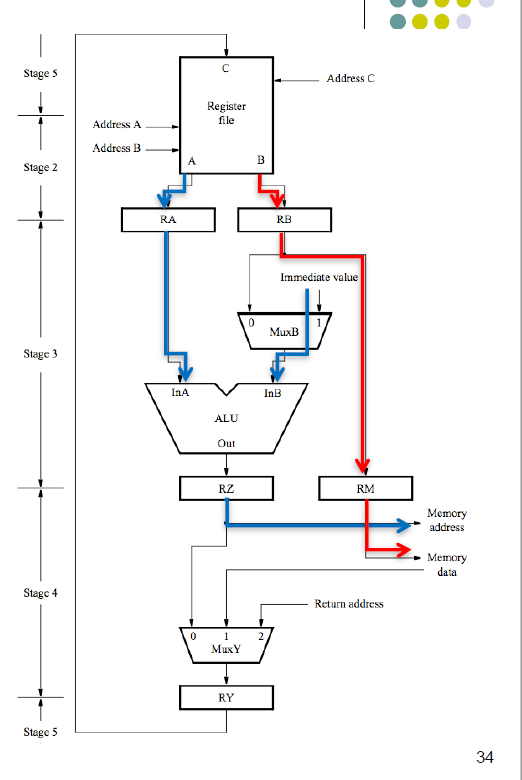 Stage 5
C
Address C
Register
file
Address A
Address B
Stage 2
A
B
RA
RB
Immediate value
0
1
MuxB
Stage 3
InA
InB
ALU
Out
RZ
RM
Memory
address
Memory
data
Stage 4
Return address
0
1
2
MuxY
RY
Stage 5
34